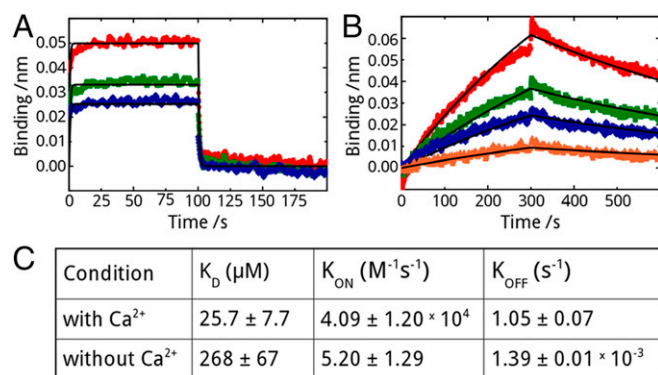 A
B
Binding /nm
0.05
0.04
0.03
0.02
0.01
0.00
0 25 50 75 100 125 150 175
Time /s
Binding /nm
0.06
0.05
0.04
0.03
0.02
0.01
0.00
0 100 200 300 400 500
Time /s
C
Condition K_D (μM) K_ON (M⁻¹s⁻¹) K_OFF (s⁻¹)
with Ca²⁺ 25.7 ± 7.7 4.09 ± 1.20 × 10⁴ 1.05 ± 0.07
without Ca²⁺ 268 ± 67 5.20 ± 1.29 1.39 ± 0.01 × 10⁻³